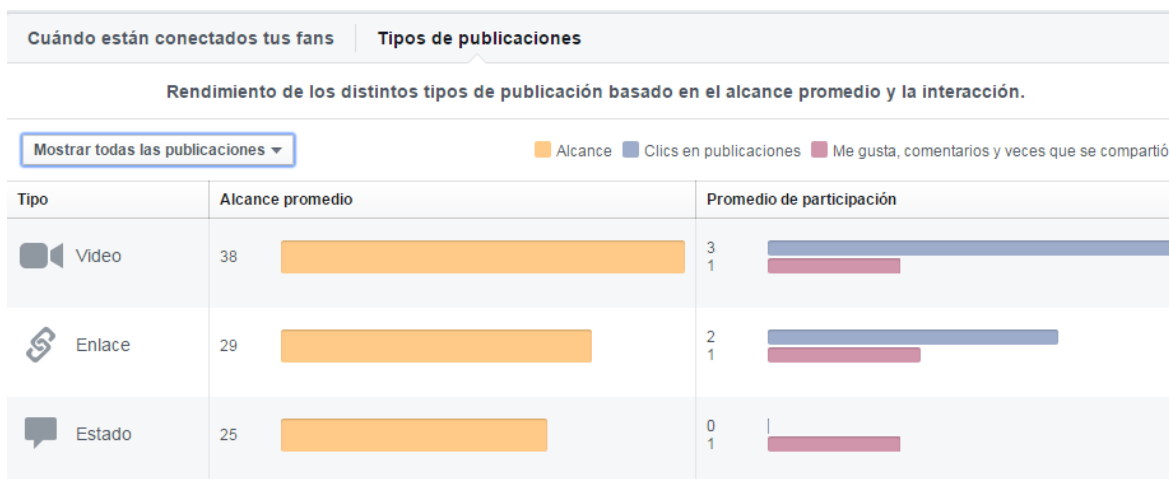 Cuándo están conectados tus fans Tipos de publicaciones
Rendimiento de los distintos tipos de publicación basado en el alcance promedio y la interacción.
Mostrar todas las publicaciones Alcance Clics en publicaciones Me gusta, comentarios y veces que se compartió
Tipo Alcance promedio Promedio de participación
Video 38 3
1
Enlace 29 2
1
Estado 25 0
1